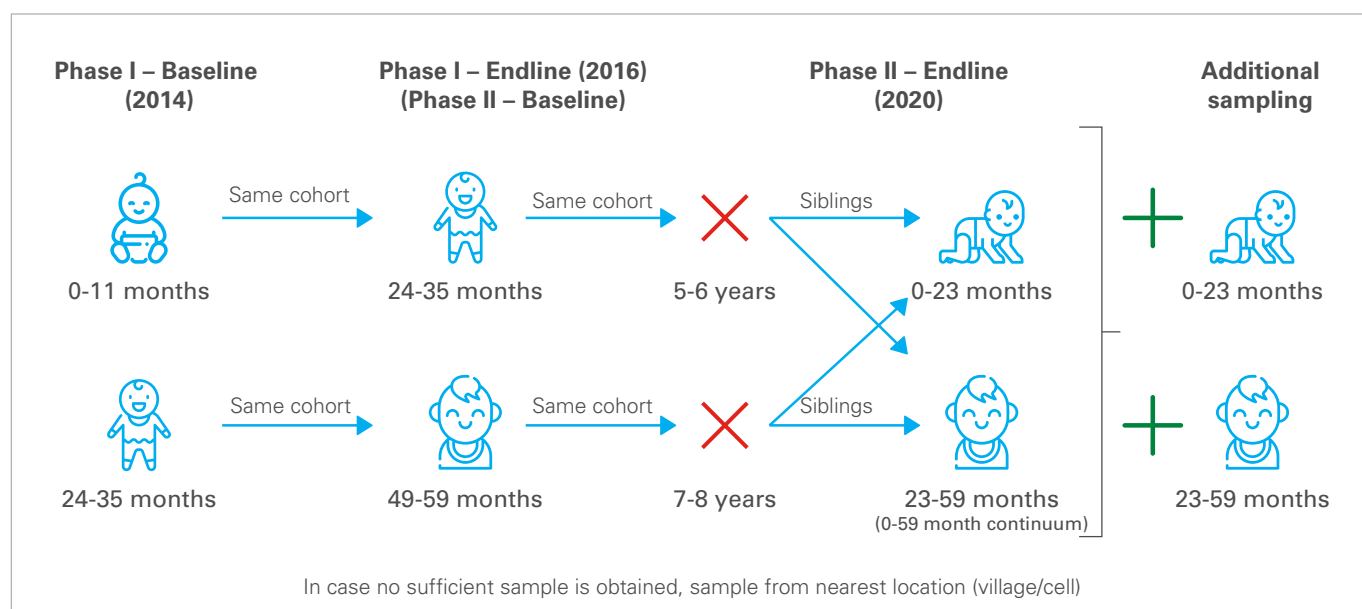 Phase I – Baseline
(2014)
Phase I – Endline (2016)
(Phase II – Baseline)
Phase II – Endline
(2020)
Additional
sampling
Same cohort
Same cohort
Siblings
0-11 months
24-35 months
5-6 years
0-23 months
0-23 months
Same cohort
Same cohort
Siblings
24-35 months
49-59 months
7-8 years
23-59 months
(0-59 month continuum)
23-59 months
In case no sufficient sample is obtained, sample from nearest location (village/cell)